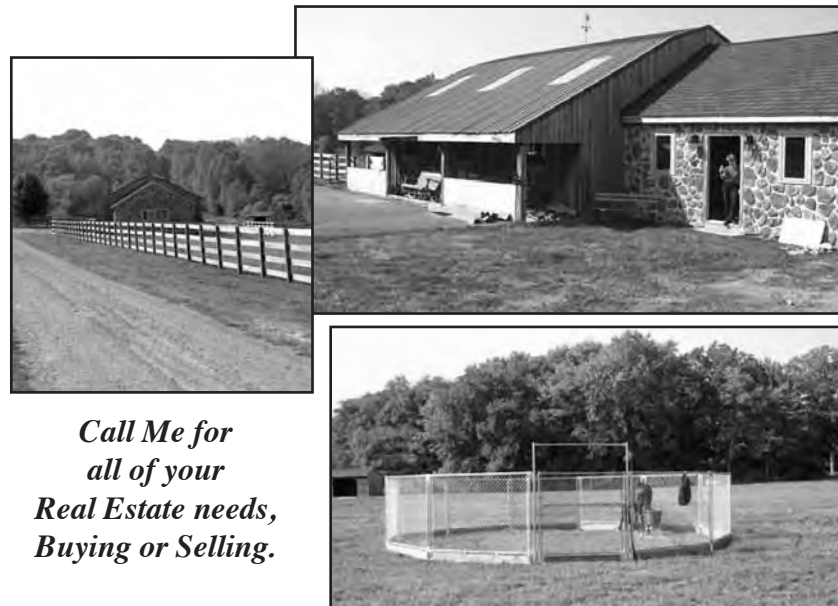 Call Me for
all of your
Real Estate needs,
Buying or Selling.